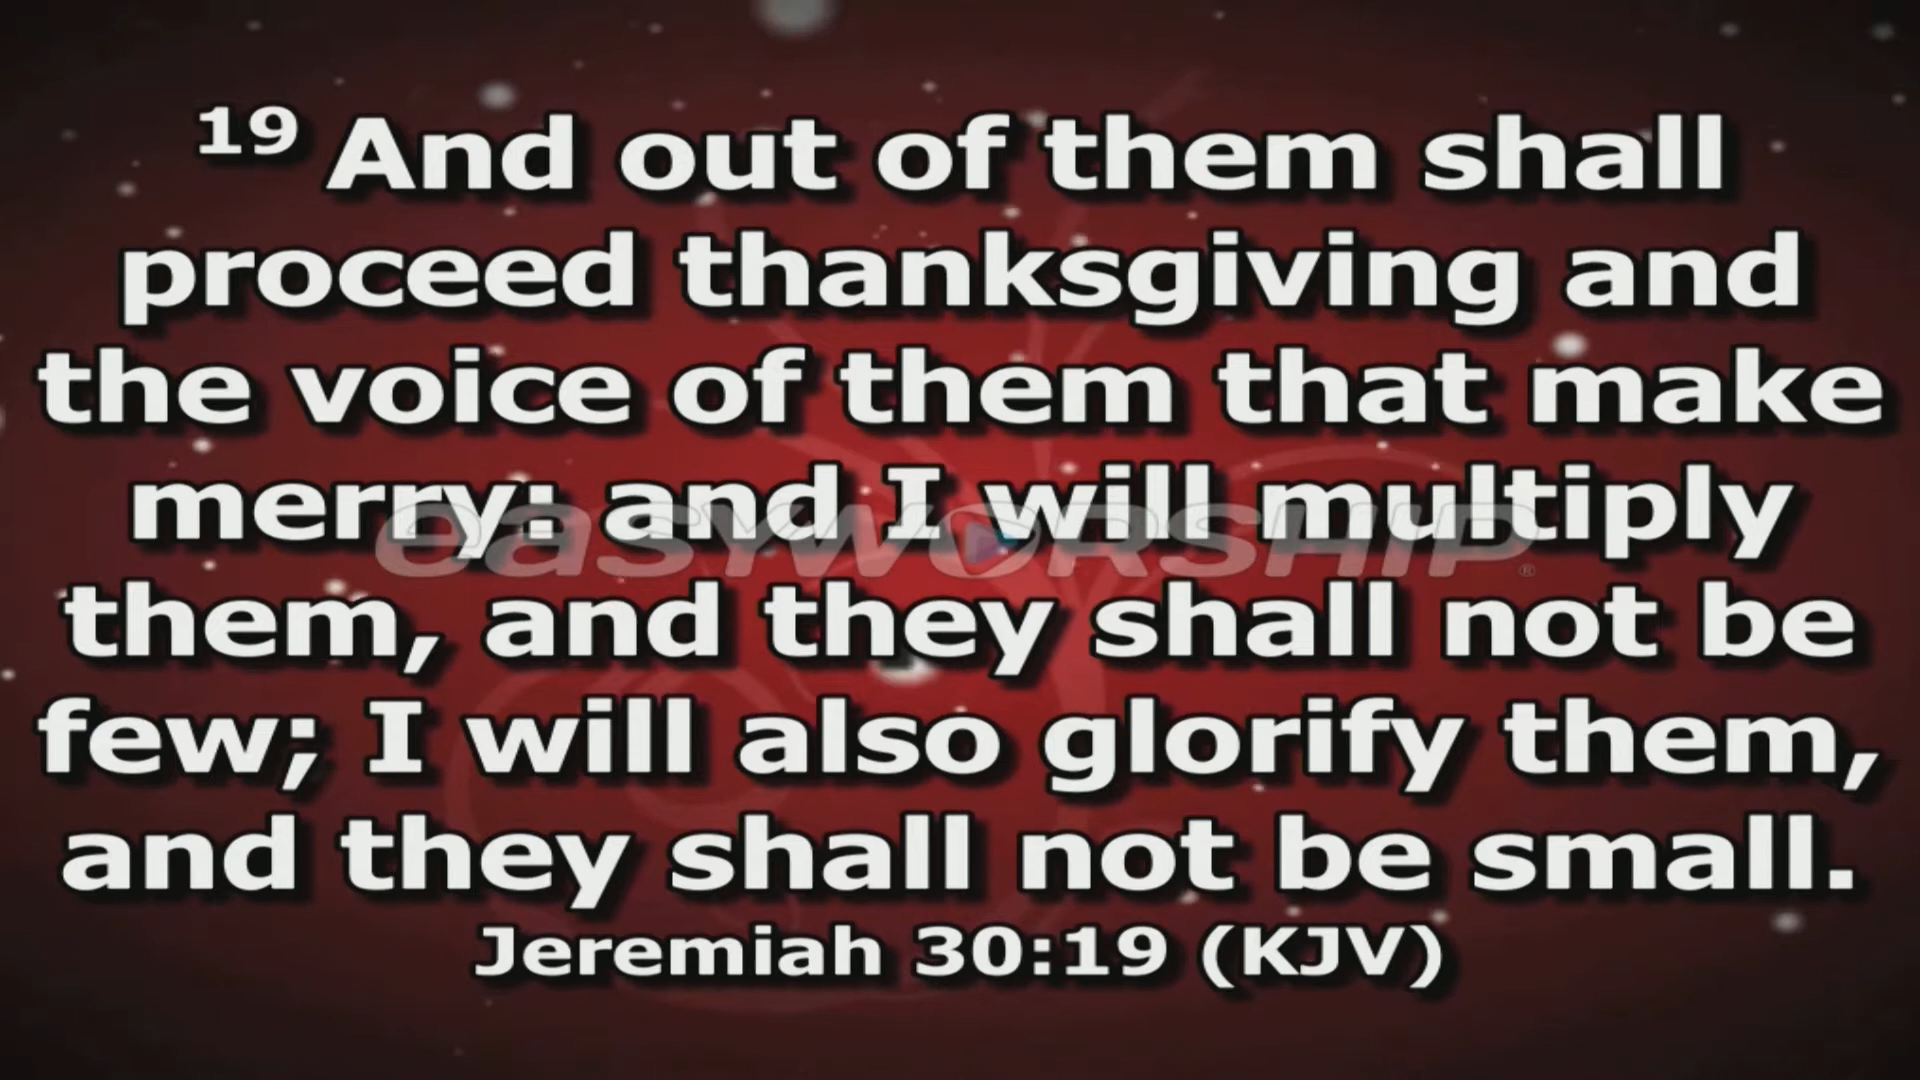 19 And out of them shall
proceed thanksgiving and
the voice of them that make
merry: and I will multiply
them, and they shall not be
few; I will also glorify them,
and they shall not be small.
Jeremiah 30:19 (KJV)
easyworship®